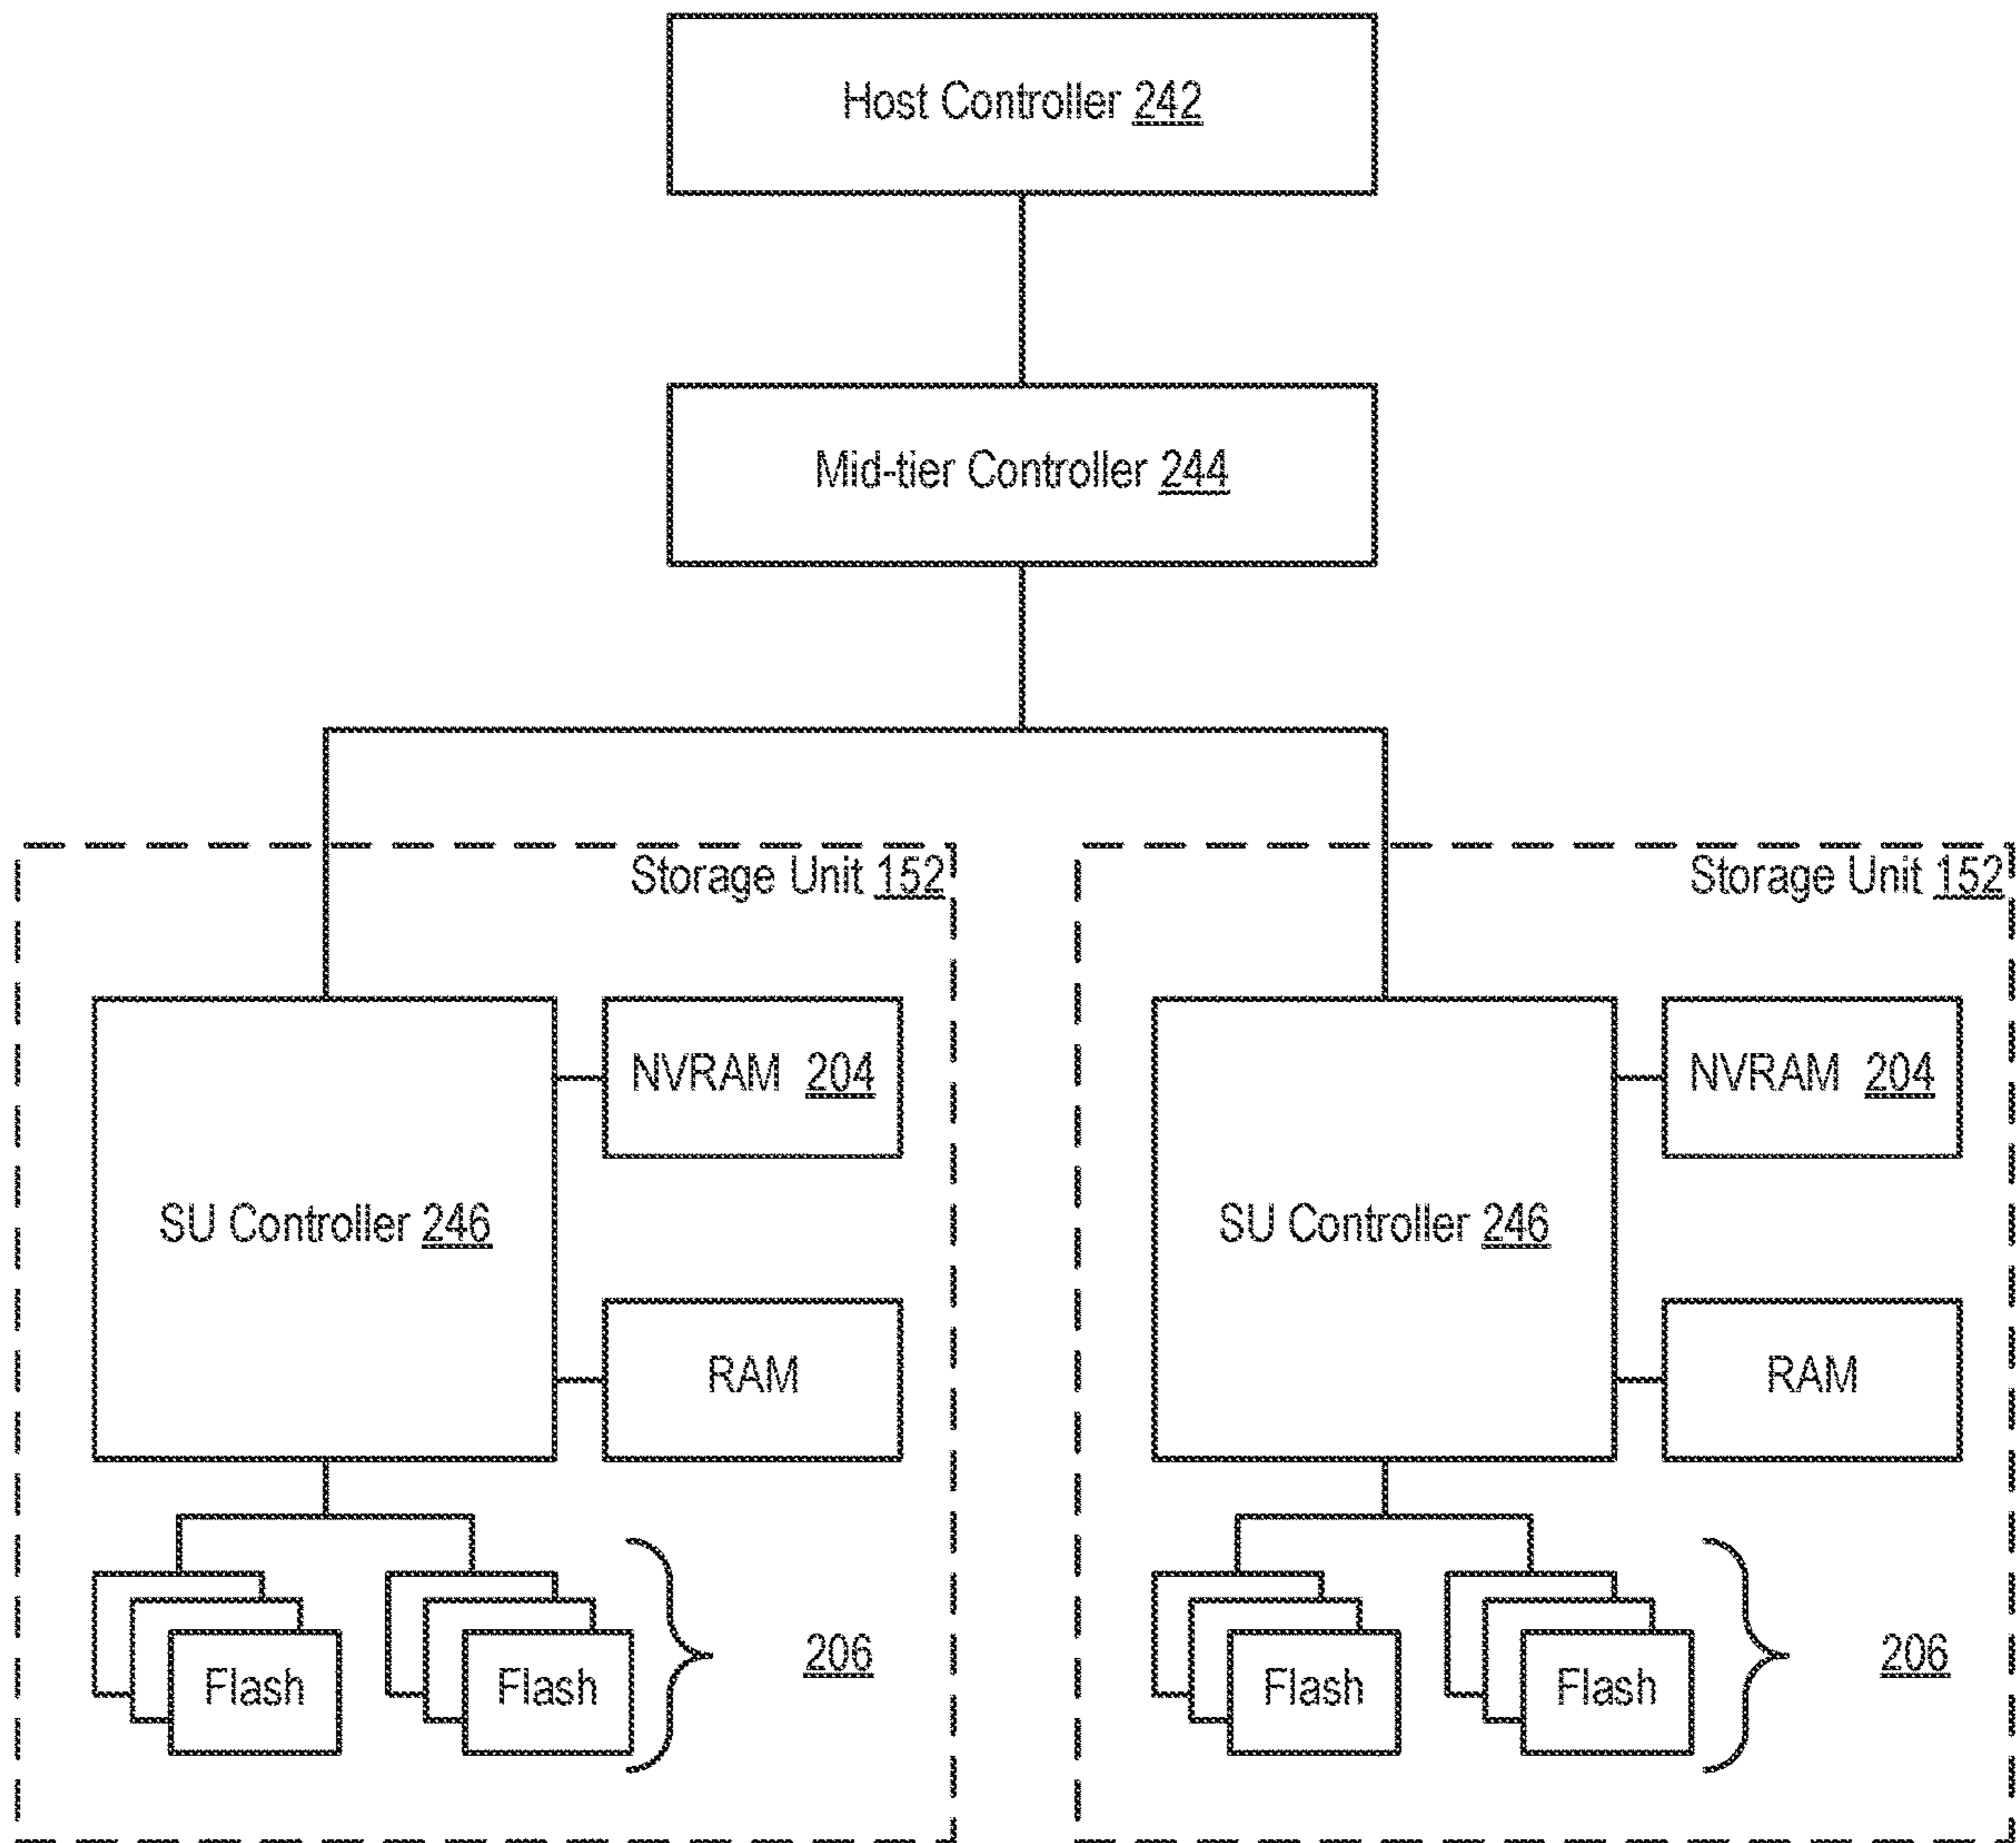 Host Controller 242
Mid-tier Controller 244
Storage Unit 152
SU Controller 246
NVRAM 204
RAM
Flash
Flash
206
Storage Unit 152
SU Controller 246
NVRAM 204
RAM
Flash
Flash
206